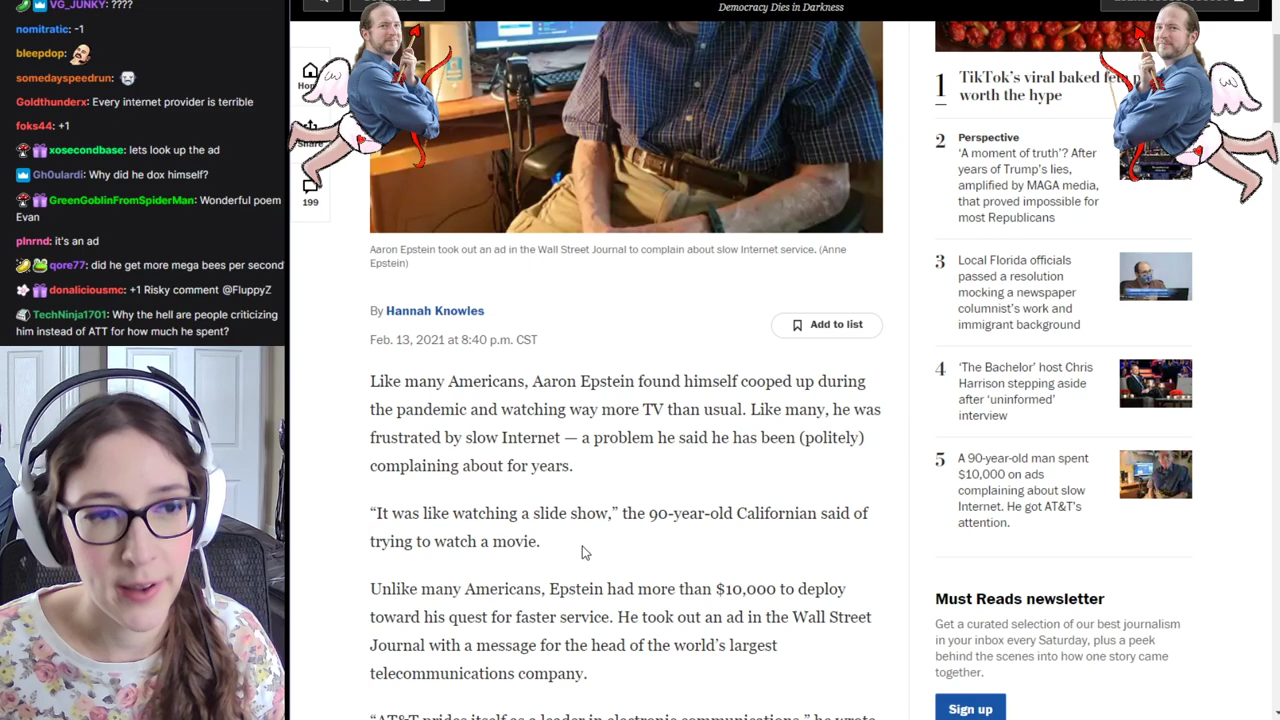 VG_JUNKY: ????
nomitratic: -1
bleepdop:
somedayspeedrun:
Goldthunderx: Every internet provider is terrible
foks44: +1
xosecondbase: lets look up the ad
Gh0ulardi: Why did he dox himself?
GreenGoblinFromSpiderMan: Wonderful poem
Evan
plnrnd: it's an ad
qore77: did he get more mega bees per second
donaliciousmc: +1 Risky comment @FluppyZ
TechNinja1701: Why the hell are people criticizing
him instead of ATT for how much he spent?
Democracy Dies in Darkness
Share
199
Aaron Epstein took out an ad in the Wall Street Journal to complain about slow Internet service. (Anne
Epstein)
By Hannah Knowles
Add to list
Feb. 13, 2021 at 8:40 p.m. CST
Like many Americans, Aaron Epstein found himself cooped up during
the pandemic and watching way more TV than usual. Like many, he was
frustrated by slow Internet — a problem he said he has been (politely)
complaining about for years.
“It was like watching a slide show,” the 90-year-old Californian said of
trying to watch a movie.
Unlike many Americans, Epstein had more than $10,000 to deploy
toward his quest for faster service. He took out an ad in the Wall Street
Journal with a message for the head of the world’s largest
telecommunications company.
“AT&T prides itself as a leader in electronic communications,” he wrote
1
TikTok’s viral baked feta p
worth the hype
2
Perspective
‘A moment of truth’? After
years of Trump’s lies,
amplified by MAGA media,
that proved impossible for
most Republicans
3
Local Florida officials
passed a resolution
mocking a newspaper
columnist’s work and
immigrant background
4
‘The Bachelor’ host Chris
Harrison stepping aside
after ‘uninformed’
interview
5
A 90-year-old man spent
$10,000 on ads
complaining about slow
Internet. He got AT&T’s
attention.
Must Reads newsletter
Get a curated selection of our best journalism
in your inbox every Saturday, plus a peek
behind the scenes into how one story came
together.
Sign up